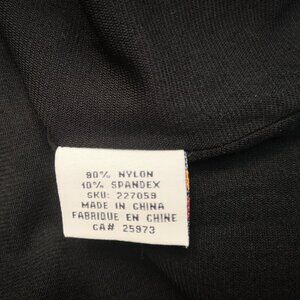 90% NYLON
10% SPANDEX
SKU: 227059
MADE IN CHINA
FABRIQUE EN CHINE
CA# 25973